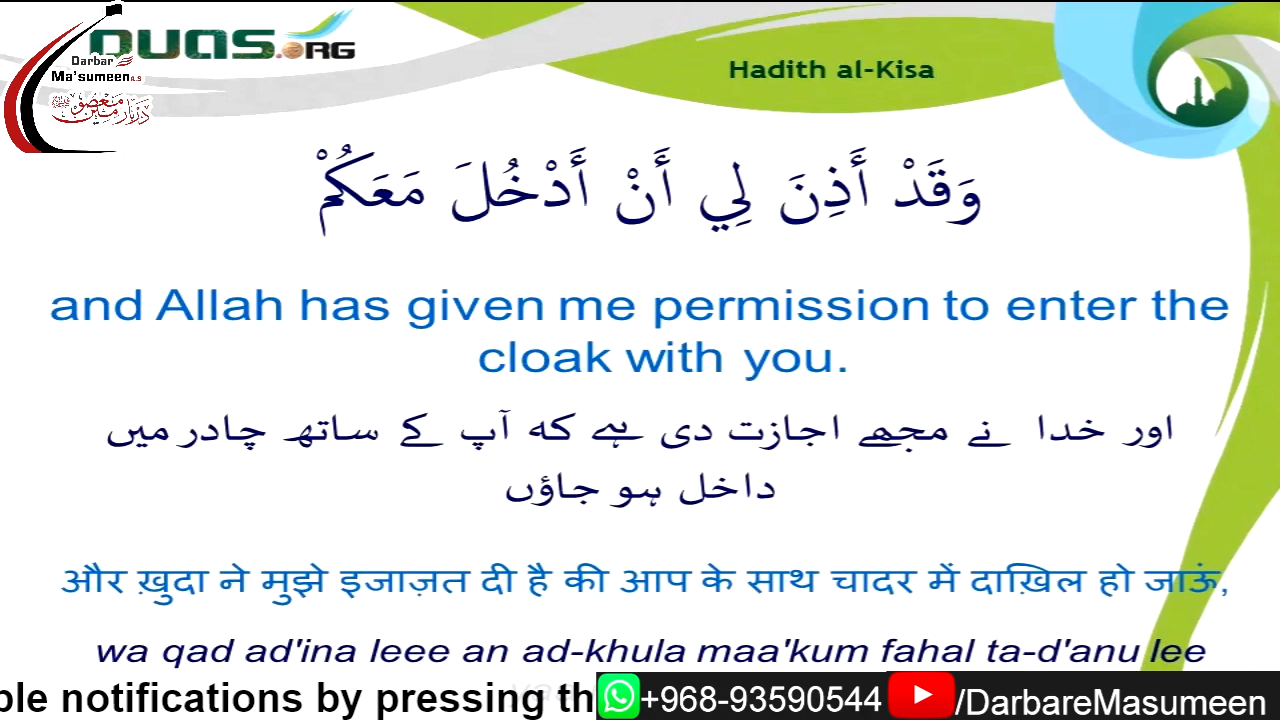 DUAS.ORG
Darbar
Ma'sumeen A.S
Hadith al-Kisa
وَقَدْ أَذِنَ لِي أَنْ أَدْخُلَ مَعَكُمْ
and Allah has given me permission to enter the
cloak with you.
اور خدا نے مجھے اجازت دی ہے کہ آپ کے ساتھ چادر میں
داخل ہو جاؤں
और ख़ुदा ने मुझे इजाज़त दी है की आप के साथ चादर में दाख़िल हो जाऊं,
wa qad ad'ina leee an ad-khula maa'kum fahal ta-d'anu lee
ble notifications by pressing th +968-93590544 /DarbareMasumeen